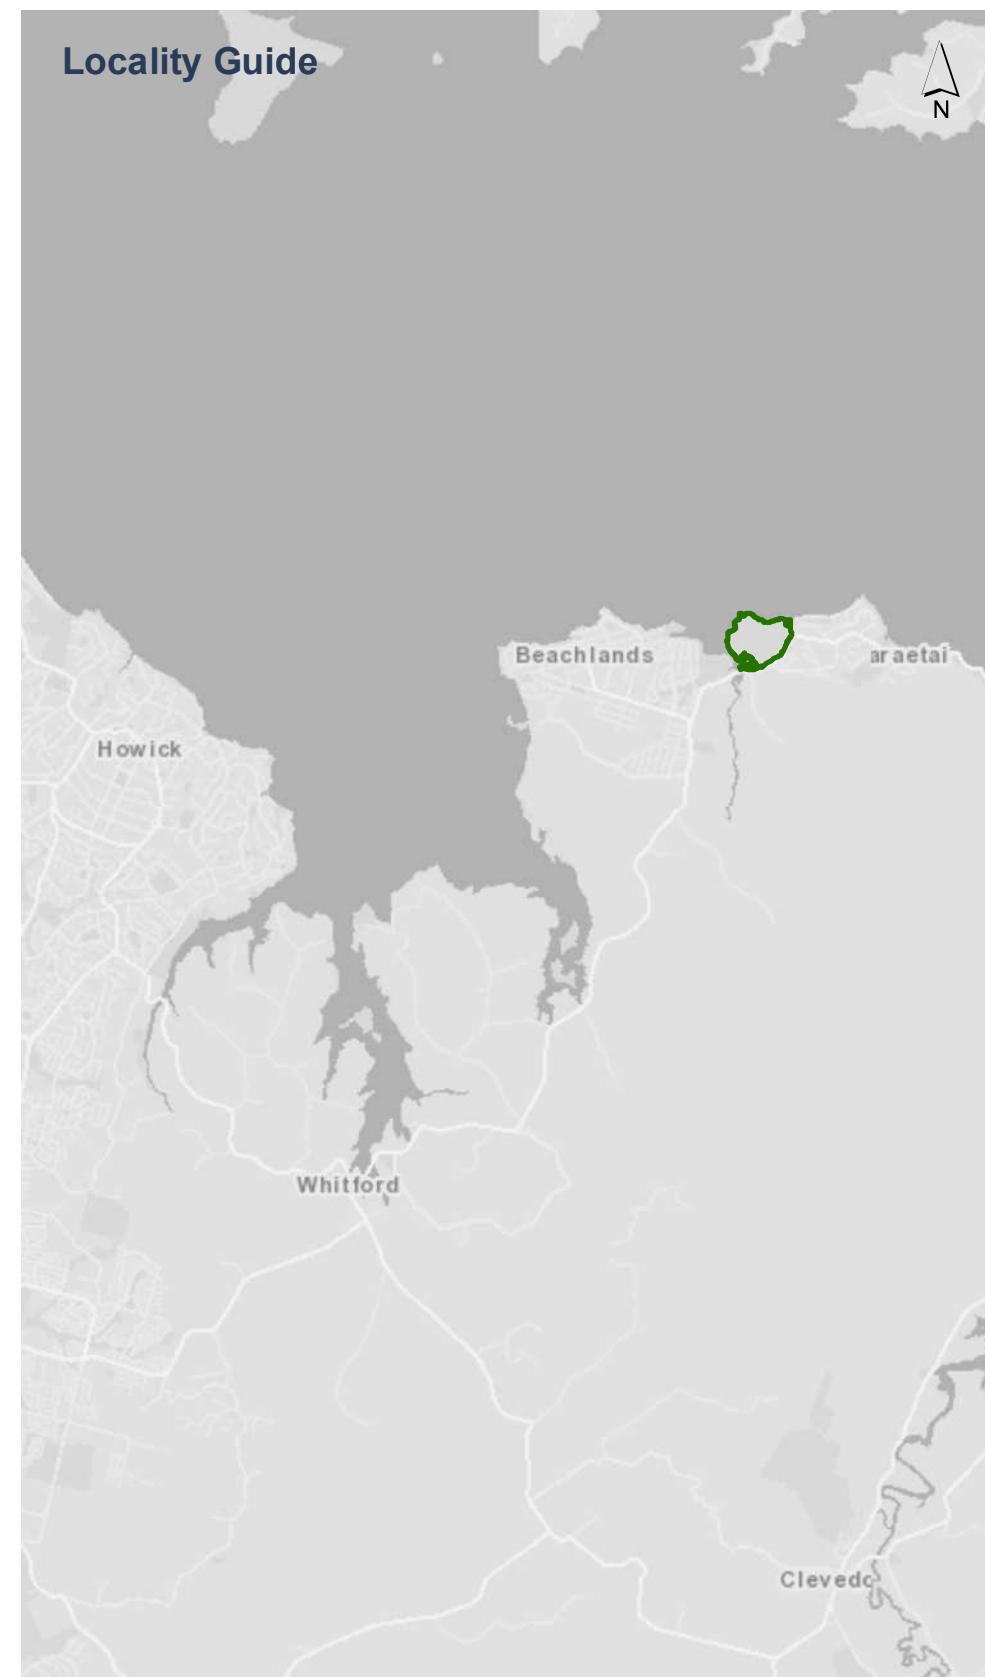 Locality Guide
N
Beachlands
araetai
Howick
Whitford
Clevedo